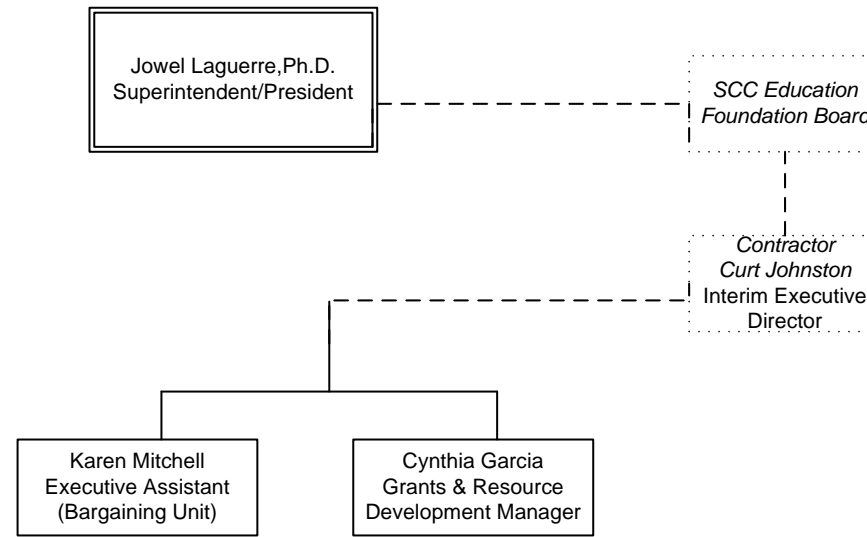 Jowel Laguerre,Ph.D.
Superintendent/President
SCC Education
Foundation Board
Contractor
Curt Johnston
Interim Executive
Director
Karen Mitchell
Executive Assistant
(Bargaining Unit)
Cynthia Garcia
Grants & Resource
Development Manager